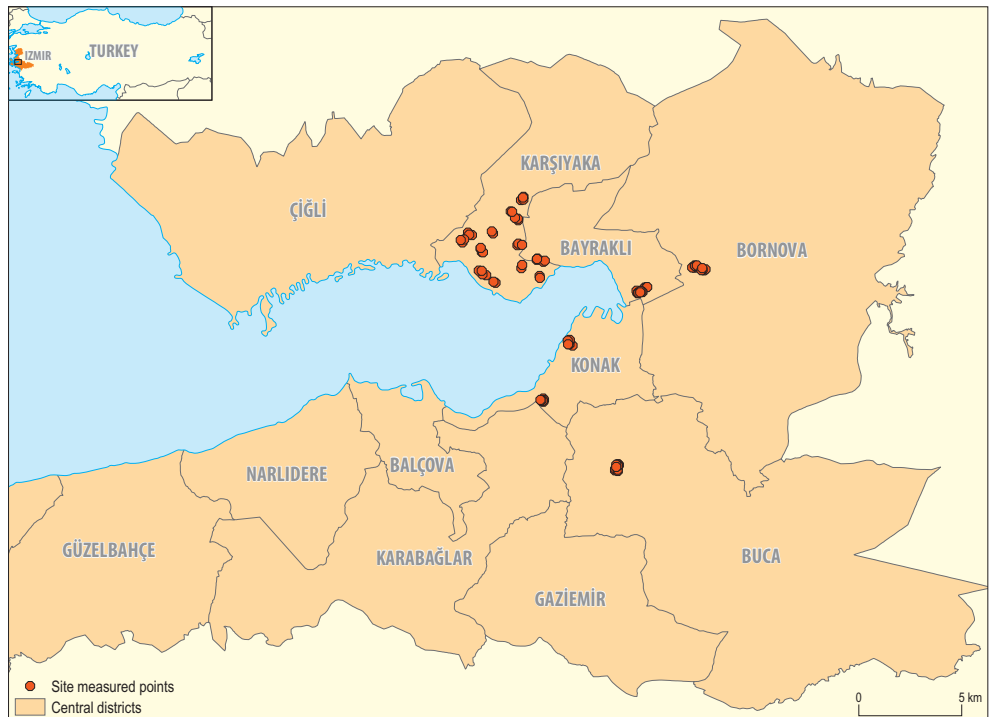 TURKEY
IZMIR
KARŞIYAKA
ÇİĞLİ
BAYRAKLI
BORNOVA
KONAK
BALÇOVA
NARLIDERE
GÜZELBAHÇE
KARABAĞLAR
BUCA
GAZİEMİR
Site measured points
Central districts
0 5 km